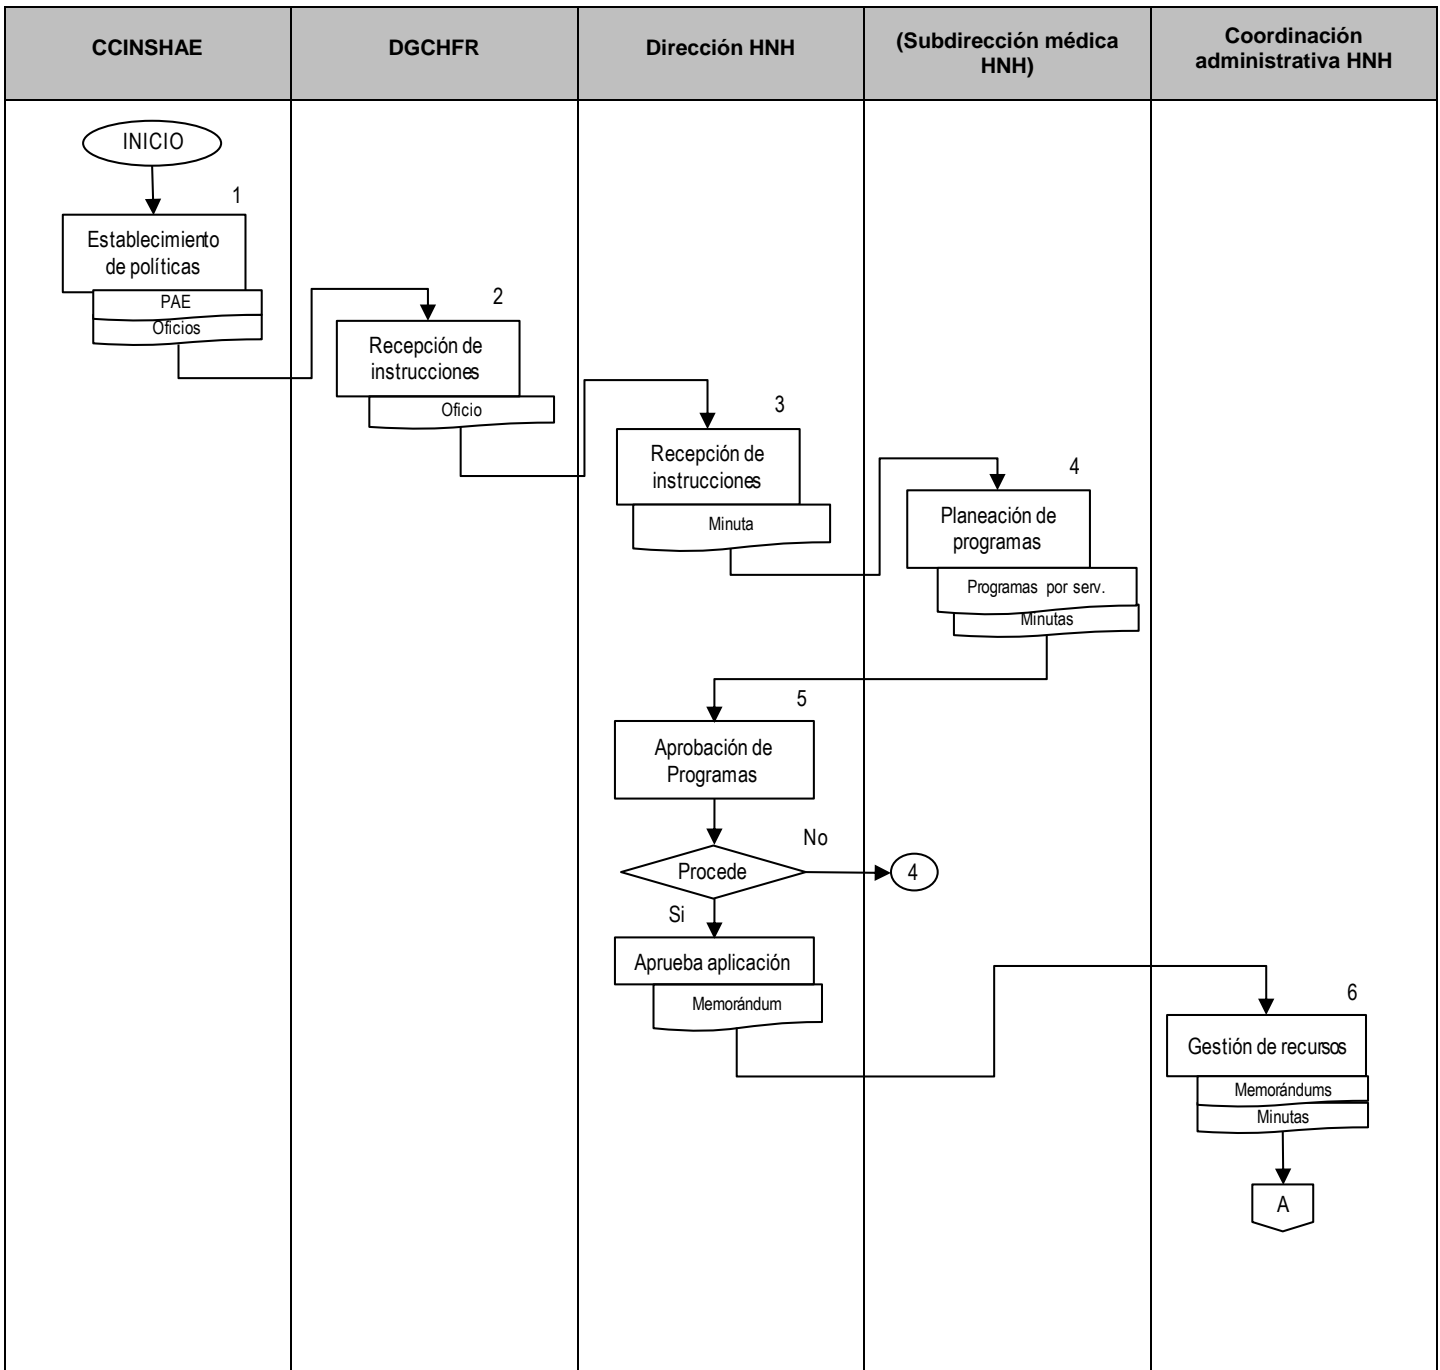 CCINSHAE
DGCHFR
Dirección HNH
(Subdirección médica
HNH)
Coordinación
administrativa HNH
INICIO
1
Establecimiento
de políticas
PAE
Oficios
2
Recepción de
instrucciones
Oficio
3
Recepción de
instrucciones
Minuta
4
Planeación de
programas
Programas por serv.
Minutas
5
Aprobación de
Programas
Procede
No
4
Si
Aprueba aplicación
Memorándum
6
Gestión de recursos
Memorándums
Minutas
A